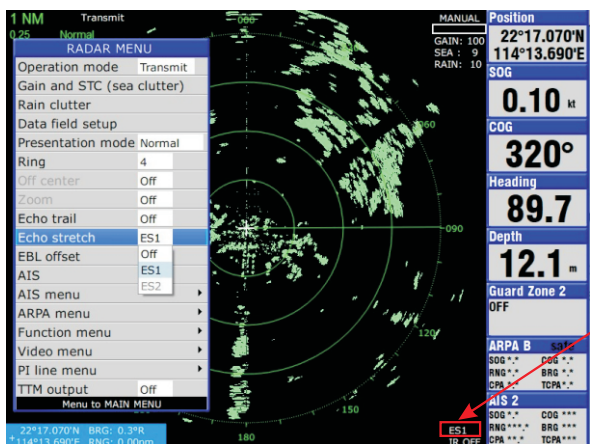 1 NM Transmit
0.25 Normal
RADAR MENU
Operation mode Transmit
Gain and STC (sea clutter)
Rain clutter
Data field setup
Presentation mode Normal
Ring 4
Off center Off
Zoom Off
Echo trail Off
Echo stretch ES1
EBL offset Off
AIS ES1
AIS menu ES2
ARPA menu
Function menu
Video menu
PI line menu
TTM output Off
Menu to MAIN MENU
22°17.070'N BRG: 0.3°R
+114°13.690'E RNG: 0.00nm
000
060
090
120
150
180
MANUAL
GAIN: 100
SEA : 9
RAIN: 10
ES1
IR OFF
Position
22°17.070'N
114°13.690'E
SOG
0.10 kt
COG
320°
Heading
89.7
Depth
12.1 m
Guard Zone 2
OFF
ARPA B safe
SOG *.* COG *.*
RNG *.* BRG *.*
CPA *.* TCPA *.*
AIS 2
SOG *.* COG ***
RNG ***.* BRG ***
CPA **.* TCPA *.*